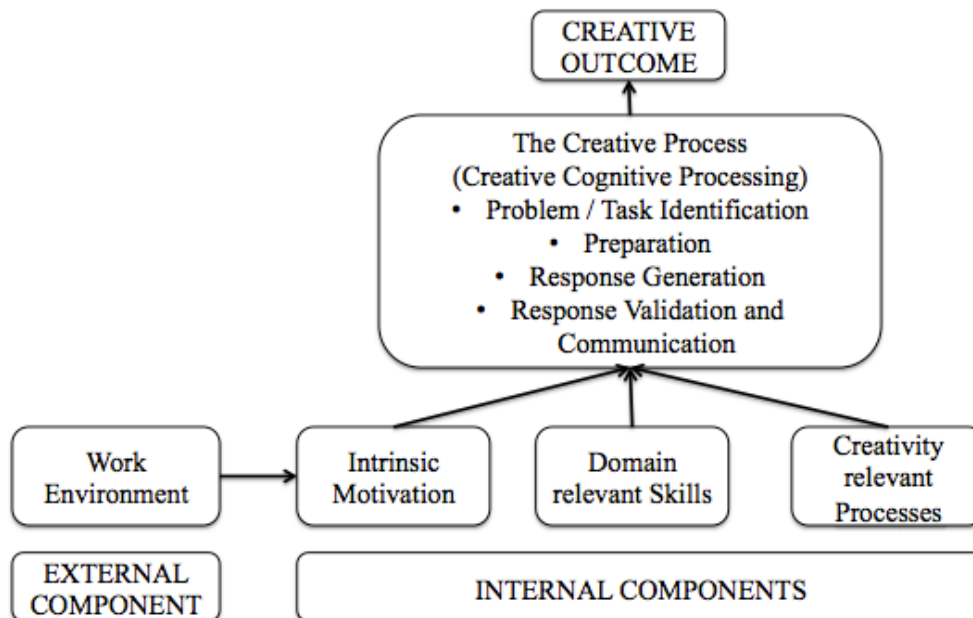 CREATIVE
OUTCOME
The Creative Process
(Creative Cognitive Processing)
• Problem / Task Identification
• Preparation
• Response Generation
• Response Validation and
Communication
Work
Environment
Intrinsic
Motivation
Domain
relevant Skills
Creativity
relevant
Processes
EXTERNAL
COMPONENT
INTERNAL COMPONENTS